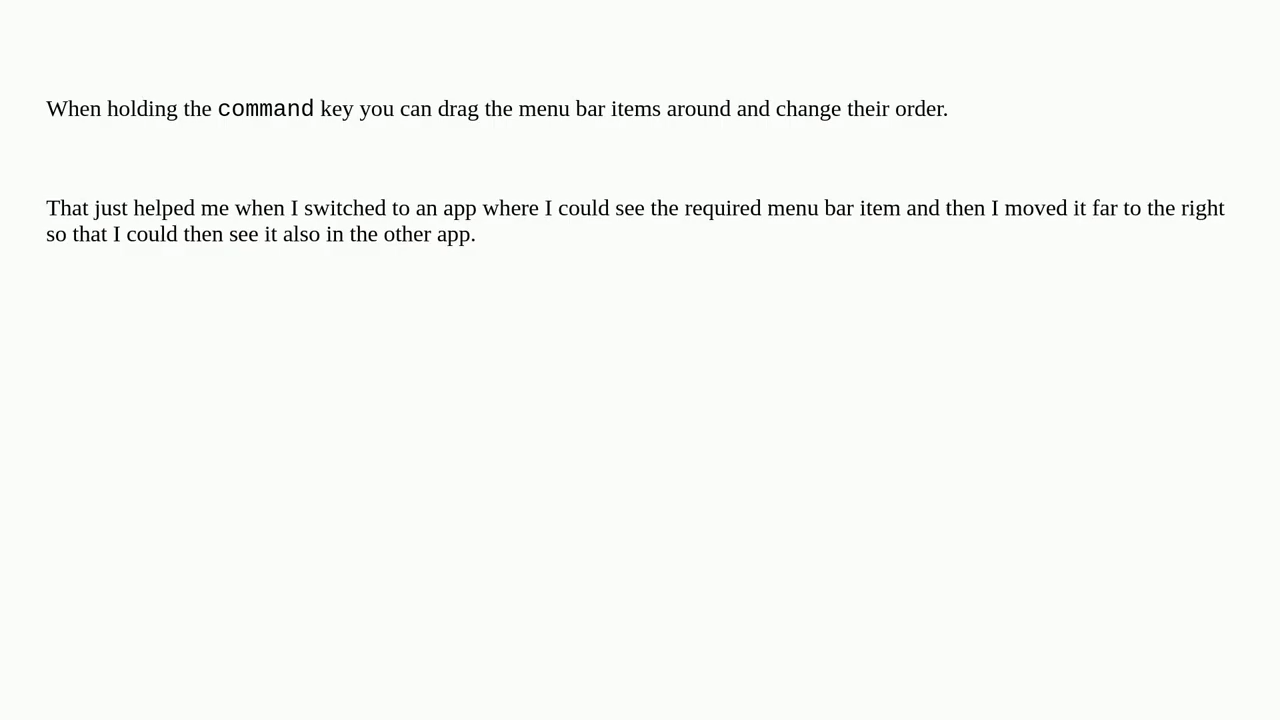 When holding the command key you can drag the menu bar items around and change their order.
That just helped me when I switched to an app where I could see the required menu bar item and then I moved it far to the right
so that I could then see it also in the other app.